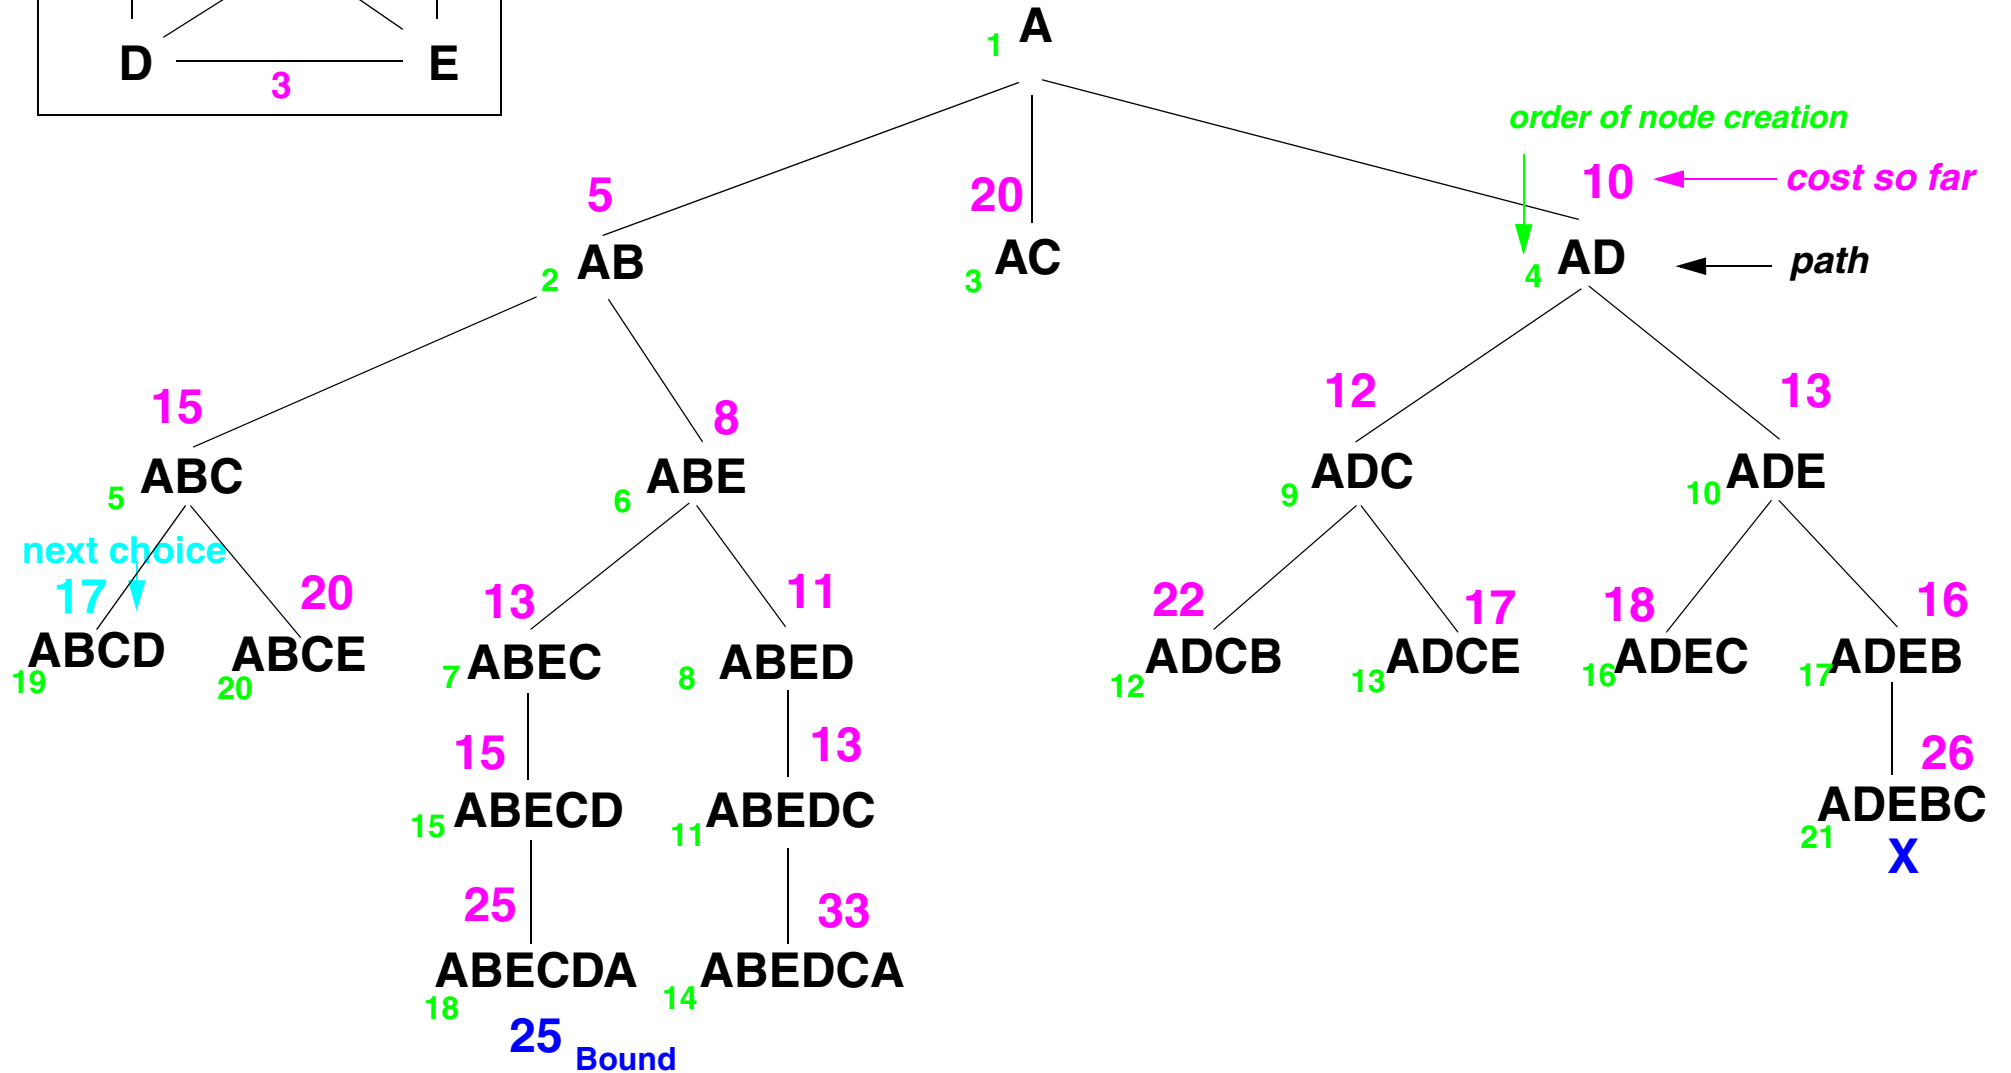 A
1
D
E
3
order of node creation
10
cost so far
5
20
AB
2
AC
3
AD
4
path
15
8
12
13
ABC
5
ABE
6
ADC
9
ADE
10
next choice
17
20
13
11
22
17
18
16
ABCD
19
ABCE
20
ABEC
7
ABED
8
ADCB
12
ADCE
13
ADEC
16
ADEB
17
15
13
26
ABECD
15
ABEDC
11
ADEBC
21
X
25
33
ABECDA
18
ABEDCA
14
25 Bound